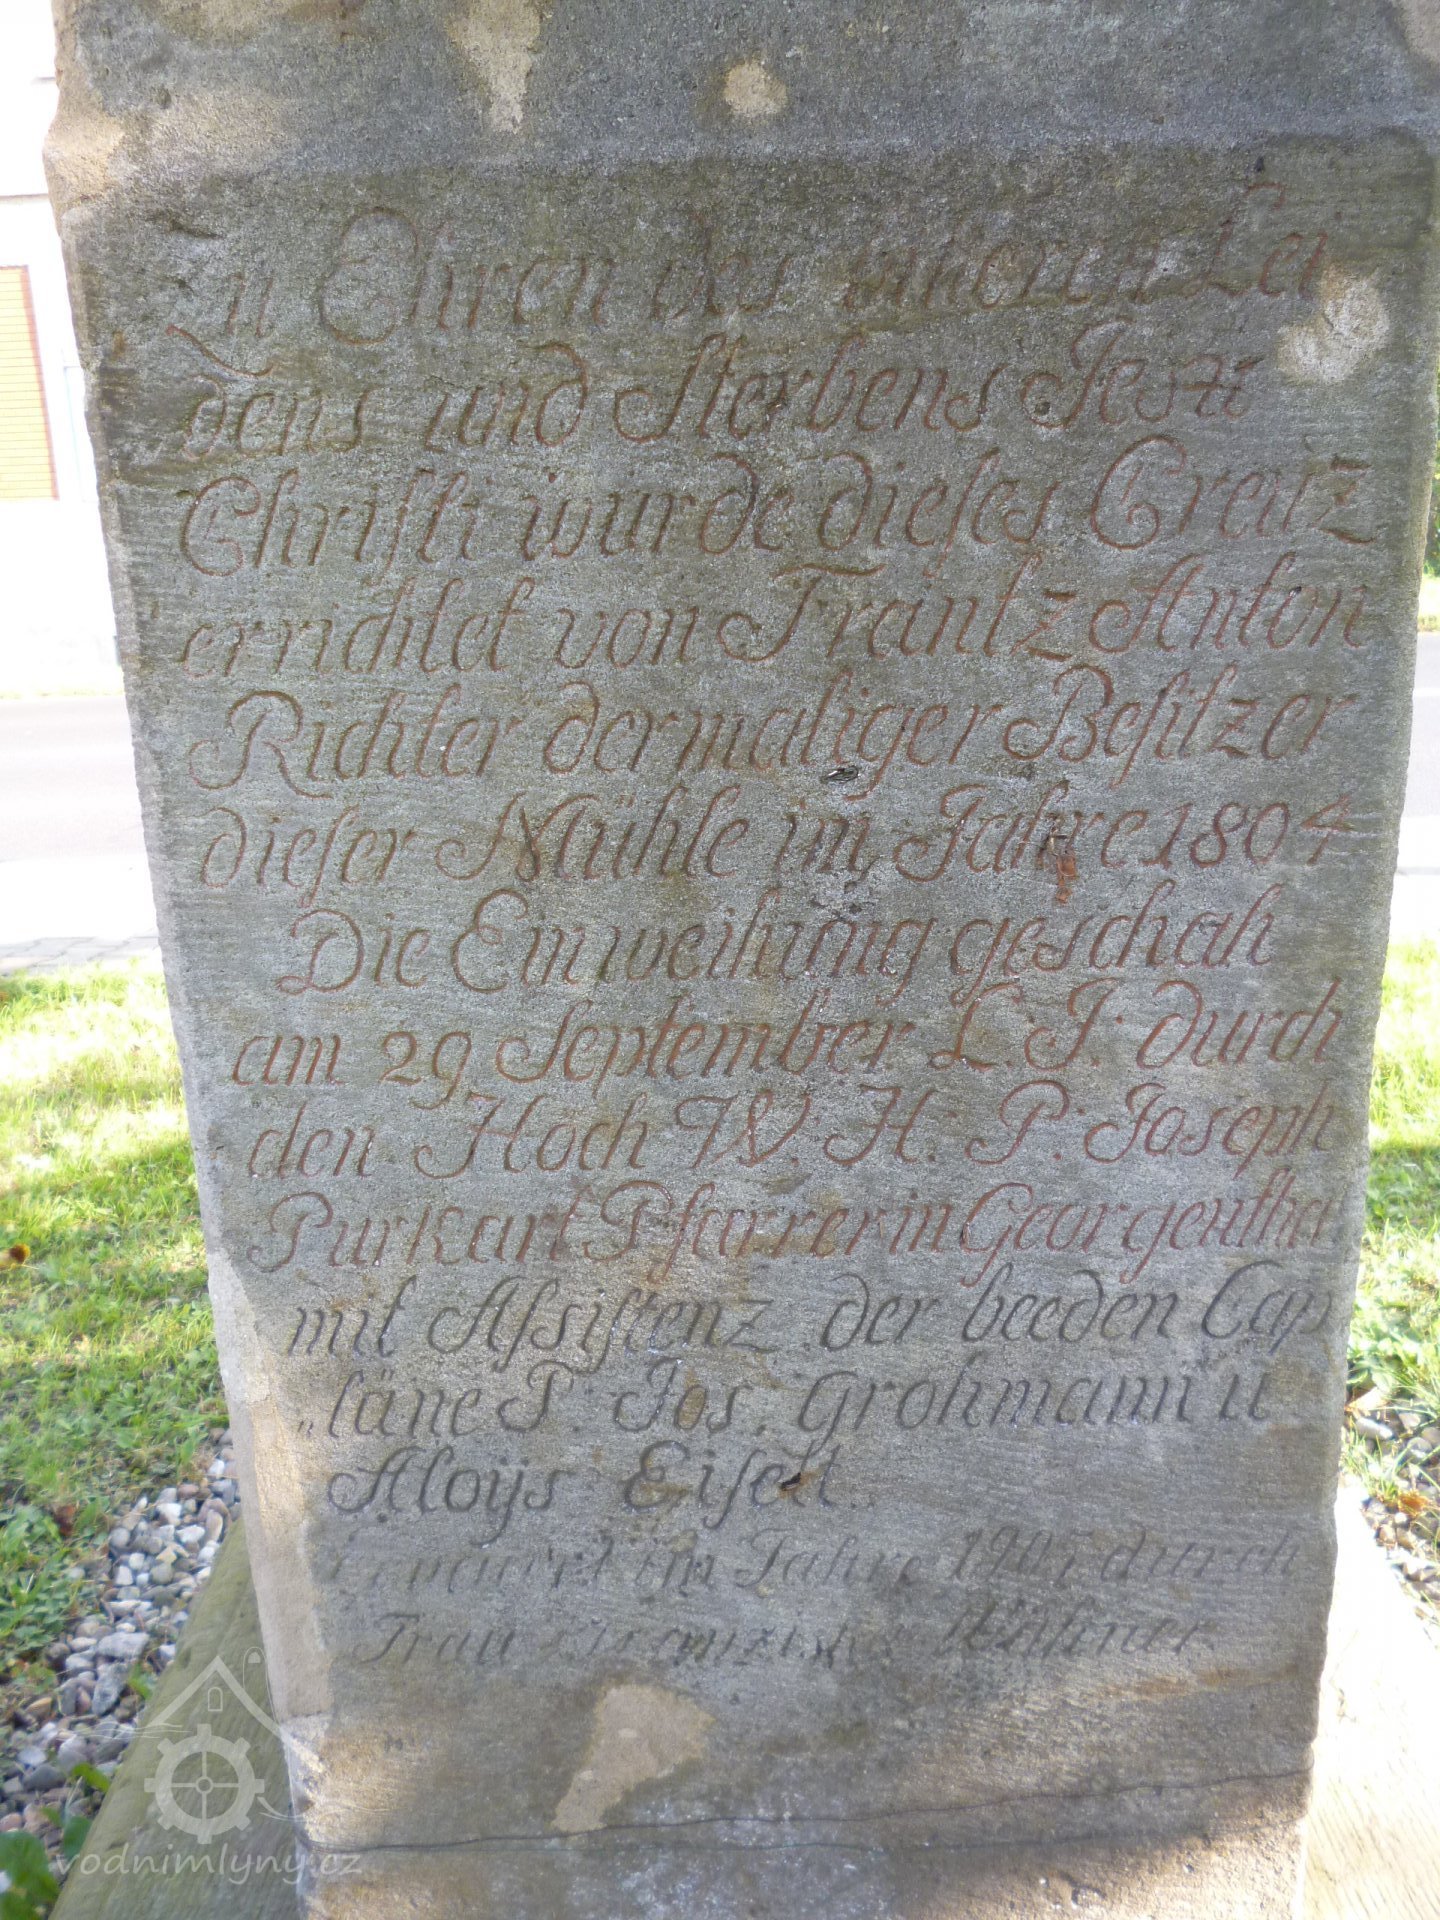 Zu Ehren des bitteren Lei
dens und Sterbens Jesu
Christi wurde dieses Creutz
errichtet von Frantz Anton
Richter dermaliger Besitzer
dieser Mühle im Jahre 1804
Die Einweihung geschah
am 29 September L. J: durch
den Hoch W: H: P: Joseph
Purkart Pfarrer in Georgenthal
mit Assistenz der beeden Cap
„läne P: Jos. Grohmann u
Aloÿs Eiselt.
im Jahre durch
Frau
vodnimlyny.cz